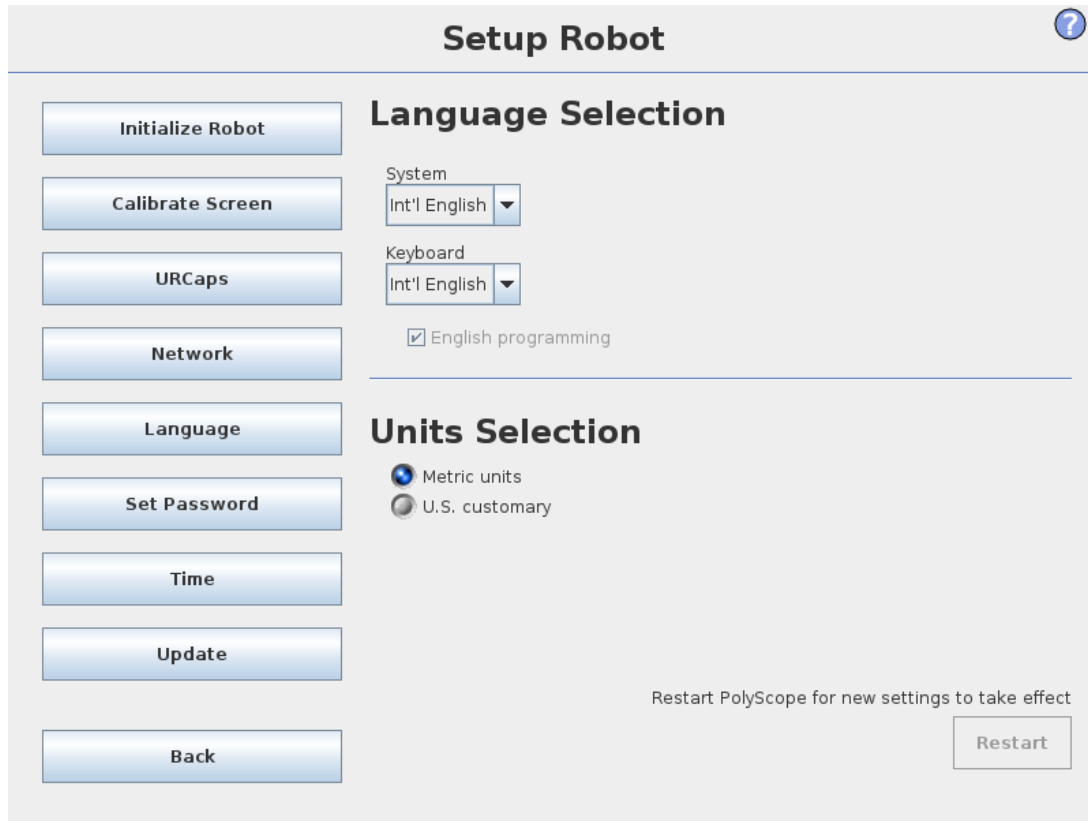 Setup Robot
?
Initialize Robot
Calibrate Screen
URCaps
Network
Language
Set Password
Time
Update
Back
Language Selection
System
Int'l English
Keyboard
Int'l English
English programming
Units Selection
Metric units
U.S. customary
Restart PolyScope for new settings to take effect
Restart